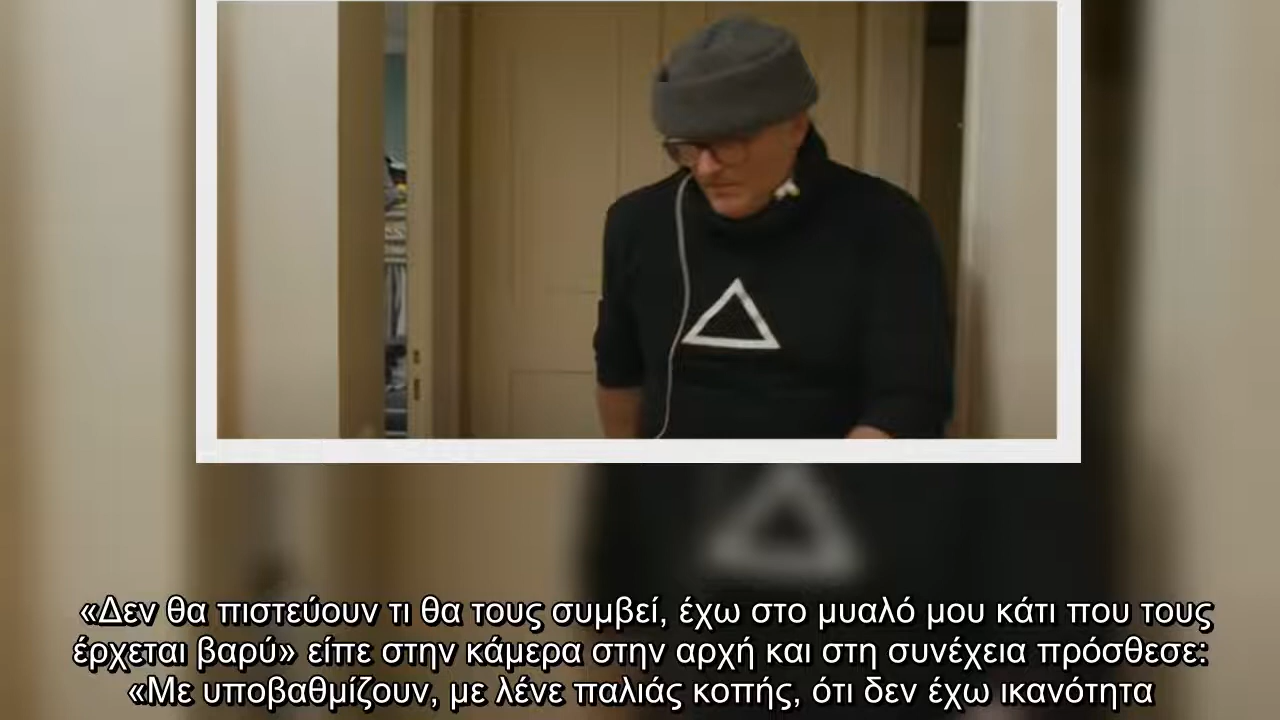 «Δεν θα πιστεύουν τι θα τους συμβεί, έχω στο μυαλό μου κάτι που τους
έρχεται βαρύ» είπε στην κάμερα στην αρχή και στη συνέχεια πρόσθεσε:
«Με υποβαθμίζουν, με λένε παλιάς κοπής, ότι δεν έχω ικανότητα